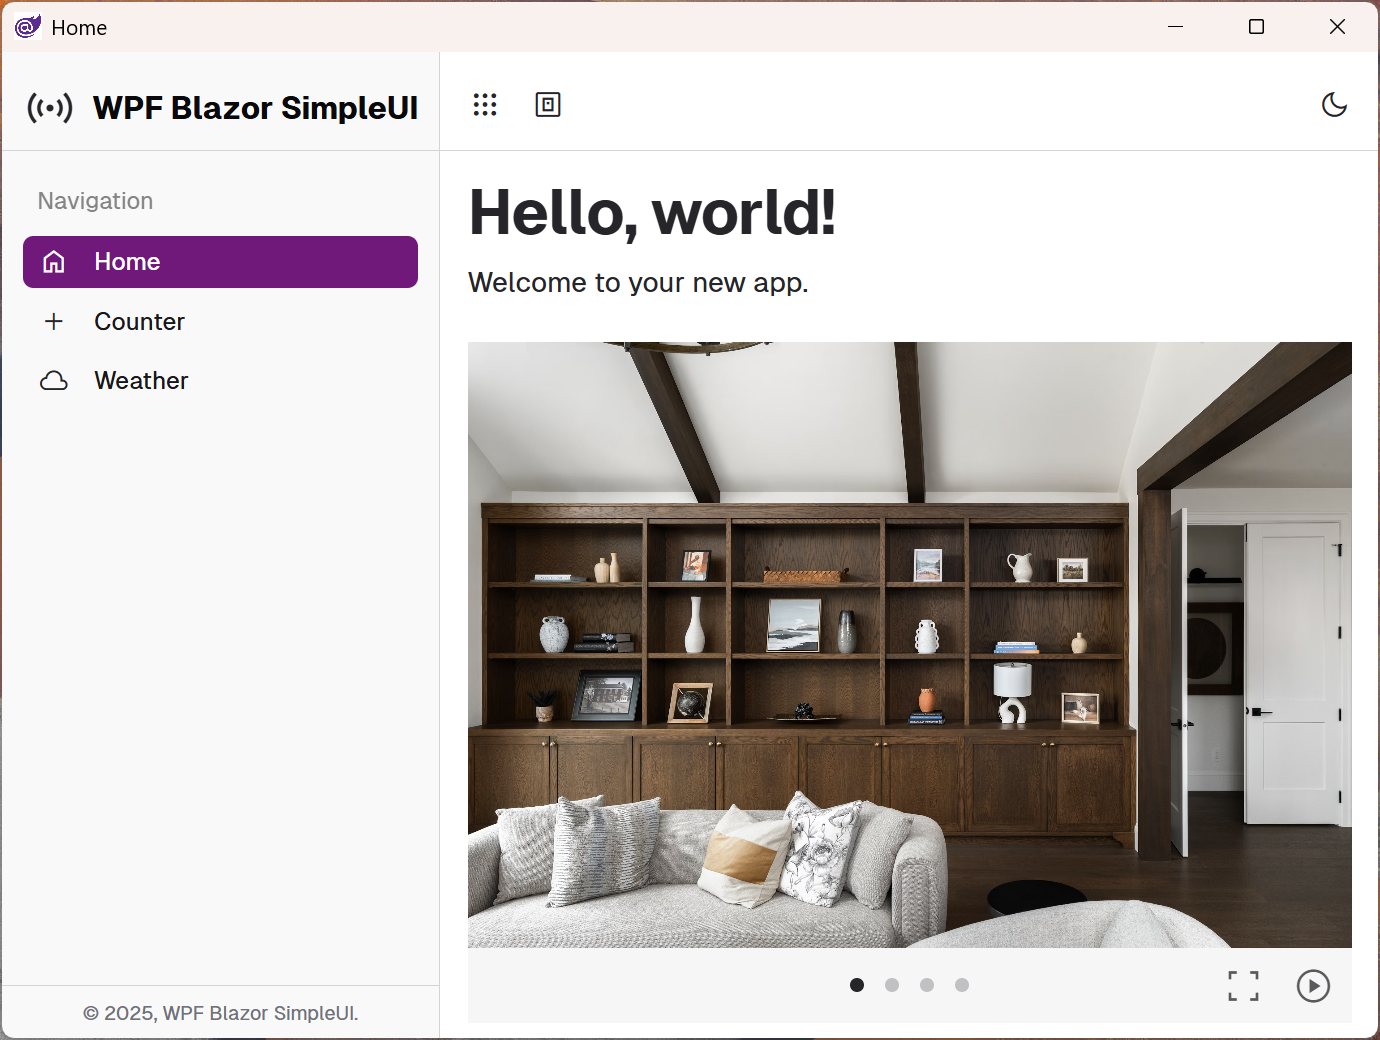 Home
WPF Blazor SimpleUI
Navigation
Home
Counter
Weather
Hello, world!
Welcome to your new app.
© 2025, WPF Blazor SimpleUI.